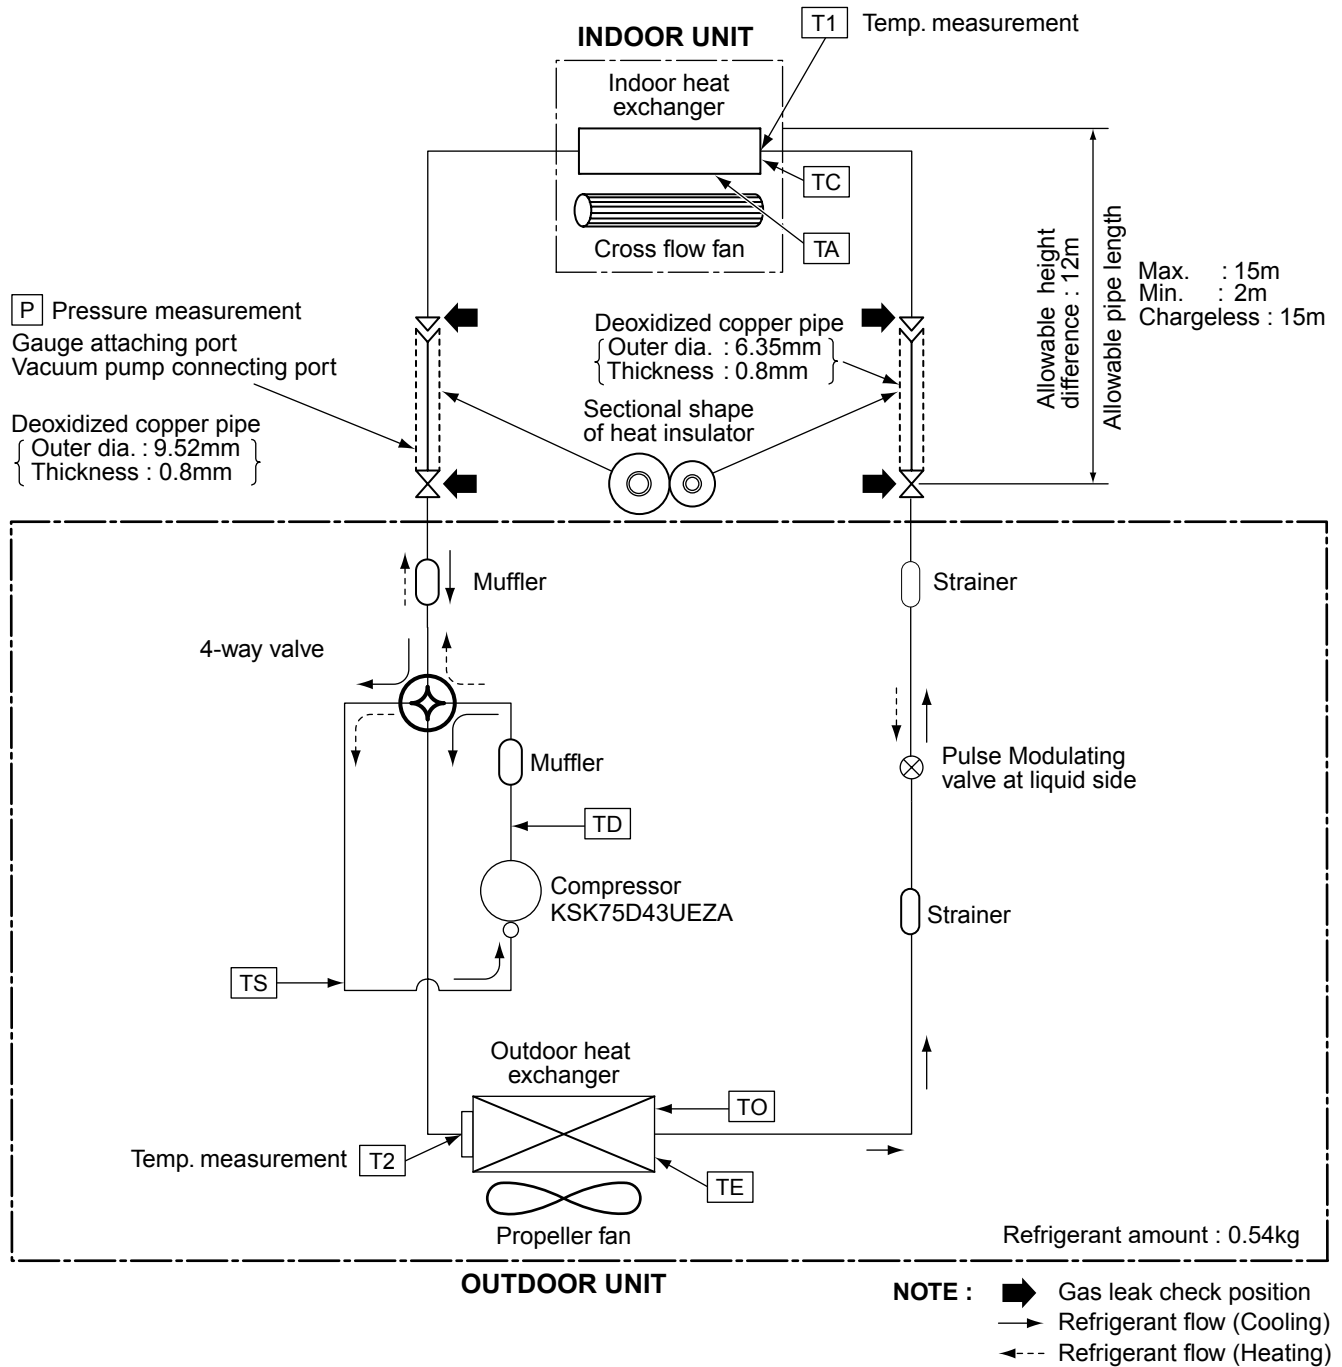 T1 Temp. measurement
INDOOR UNIT
Indoor heat
exchanger
TC
Cross flow fan
TA
Allowable height
difference : 12m
Allowable pipe length
Max. : 15m
Min. : 2m
Chargeless : 15m
P Pressure measurement
Gauge attaching port
Vacuum pump connecting port
Deoxidized copper pipe
Outer dia. : 9.52mm
Thickness : 0.8mm
Deoxidized copper pipe
Outer dia. : 6.35mm
Thickness : 0.8mm
Sectional shape
of heat insulator
Muffler
Strainer
4-way valve
Muffler
Pulse Modulating
valve at liquid side
TD
Compressor
KSK75D43UEZA
Strainer
TS
Outdoor heat
exchanger
TO
Temp. measurement T2
TE
Propeller fan
Refrigerant amount : 0.54kg
OUTDOOR UNIT
NOTE : Gas leak check position
Refrigerant flow (Cooling)
Refrigerant flow (Heating)